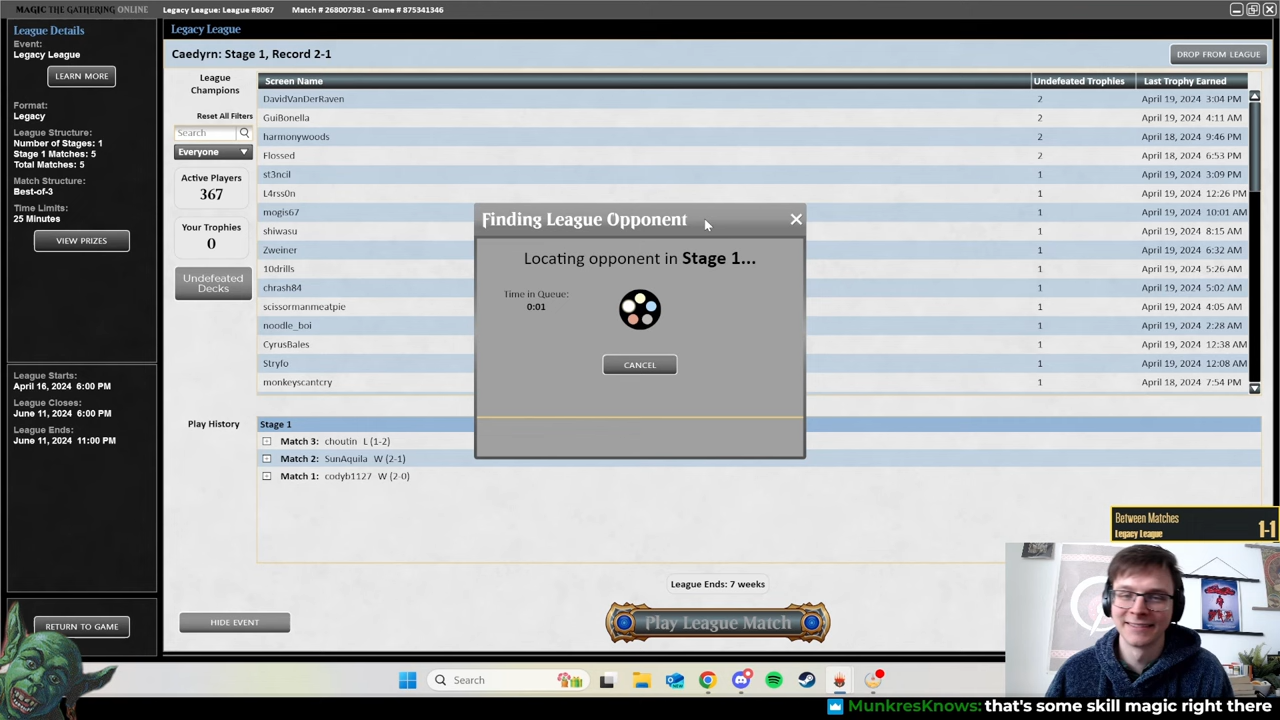 MAGIC THE GATHERING ONLINE
Legacy League: League #8067
Match # 268007381 - Game # 875341346
League Details
Event:
Legacy League
LEARN MORE
Format:
Legacy
League Structure:
Number of Stages: 1
Stage 1 Matches: 5
Total Matches: 5
Match Structure:
Best-of-3
Time Limits:
25 Minutes
VIEW PRIZES
League Starts:
April 16, 2024 6:00 PM
League Closes:
June 11, 2024 6:00 PM
League Ends:
June 11, 2024 11:00 PM
RETURN TO GAME
Legacy League
Caedyrn: Stage 1, Record 2-1
DROP FROM LEAGUE
League
Champions
Reset All Filters
Search
Everyone
Active Players
367
Your Trophies
0
Undefeated
Decks
Screen Name Undefeated Trophies Last Trophy Earned
DavidVanDerRaven 2 April 19, 2024 3:04 PM
GuiBonella 2 April 19, 2024 4:11 AM
harmonywoods 2 April 18, 2024 9:46 PM
Flossed 2 April 18, 2024 6:53 PM
st3ncil 1 April 19, 2024 3:09 PM
L4rss0n 1 April 19, 2024 12:26 PM
mogis67 1 April 19, 2024 10:01 AM
shiwasu 1 April 19, 2024 8:15 AM
Zweiner 1 April 19, 2024 6:32 AM
10drills 1 April 19, 2024 5:26 AM
chrash84 1 April 19, 2024 5:02 AM
scissormanmeatpie 1 April 19, 2024 4:05 AM
noodle_boi 1 April 19, 2024 2:28 AM
CyrusBales 1 April 19, 2024 12:38 AM
Stryfo 1 April 19, 2024 12:08 AM
monkeyscantcry 1 April 18, 2024 7:54 PM
Finding League Opponent
Locating opponent in Stage 1...
Time in Queue:
0:01
CANCEL
Play History
Stage 1
Match 3: choutin L (1-2)
Match 2: SunAquila W (2-1)
Match 1: codyb1127 W (2-0)
League Ends: 7 weeks
HIDE EVENT
Play League Match
Between Matches
Legacy League
1-1
Search
MunkresKnows: that's some skill magic right there